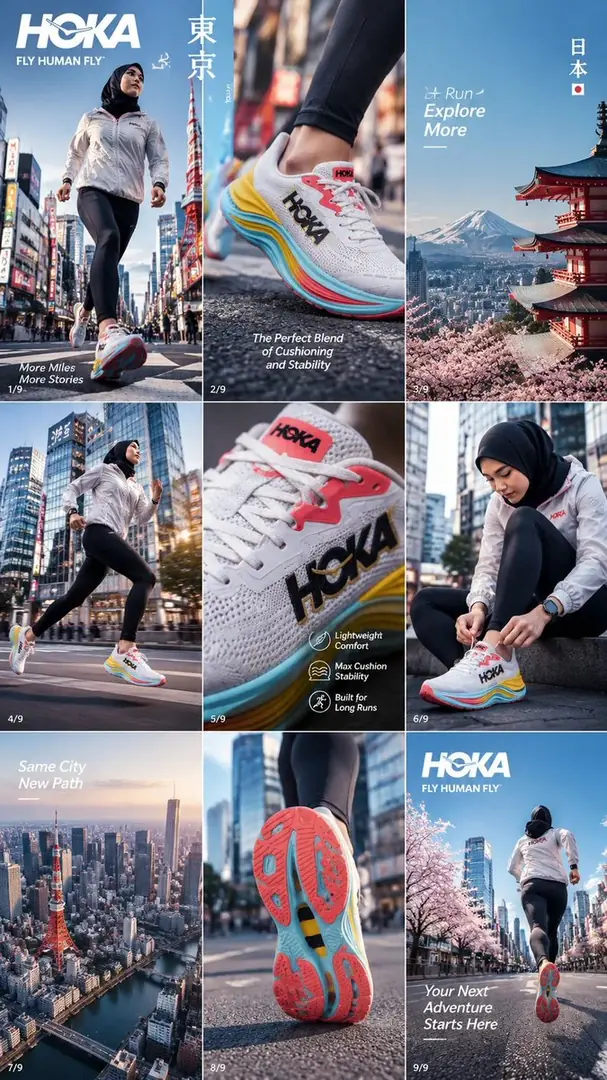 HOKA
FLY HUMAN FLY
東京
More Miles
More Stories
1/9
HOKA
HOKA
The Perfect Blend
of Cushioning
and Stability
2/9
日本
Run
Explore
More
3/9
4/9
HOKA
HOKA
Lightweight
Comfort
Max Cushion
Stability
Built for
Long Runs
5/9
HOKA
HOKA
6/9
Same City
New Path
7/9
8/9
HOKA
FLY HUMAN FLY
Your Next
Adventure
Starts Here
9/9